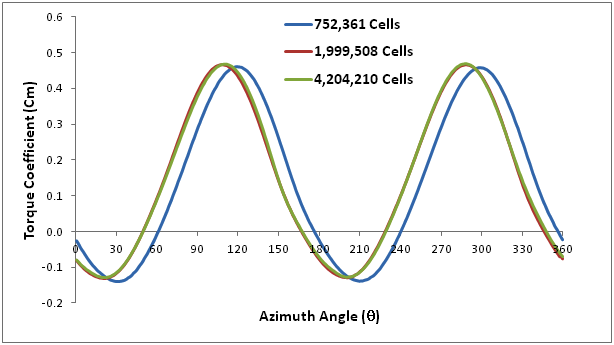 752,361 Cells
1,999,508 Cells
4,204,210 Cells
0.6
0.5
0.4
0.3
0.2
0.1
0.0
-0.1
-0.2
0 30 60 90 120 150 180 210 240 270 300 330 360
Torque Coefficient (Cm)
Azimuth Angle (θ)